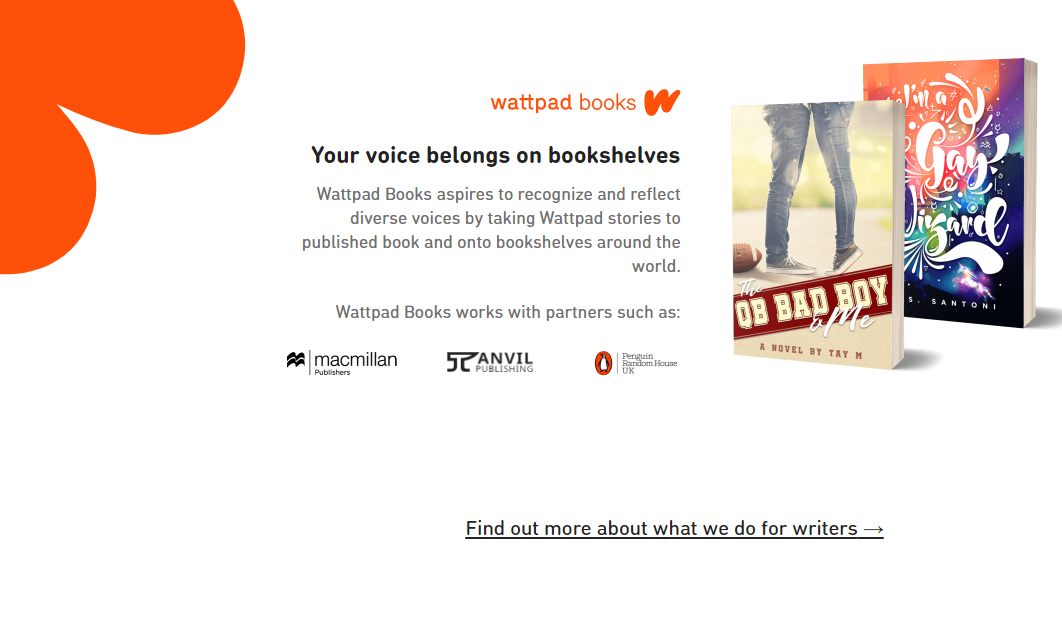 wattpad books
Your voice belongs on bookshelves
Wattpad Books aspires to recognize and reflect
diverse voices by taking Wattpad stories to
published book and onto bookshelves around the
world.
Wattpad Books works with partners such as:
macmillan
Publishers
ANVIL
PUBLISHING
Penguin
Random House
UK
The
QB BAD BOY
& Me
A NOVEL BY TAY M
I'm a
Gay
Wizard
S. SANTONI
Find out more about what we do for writers →